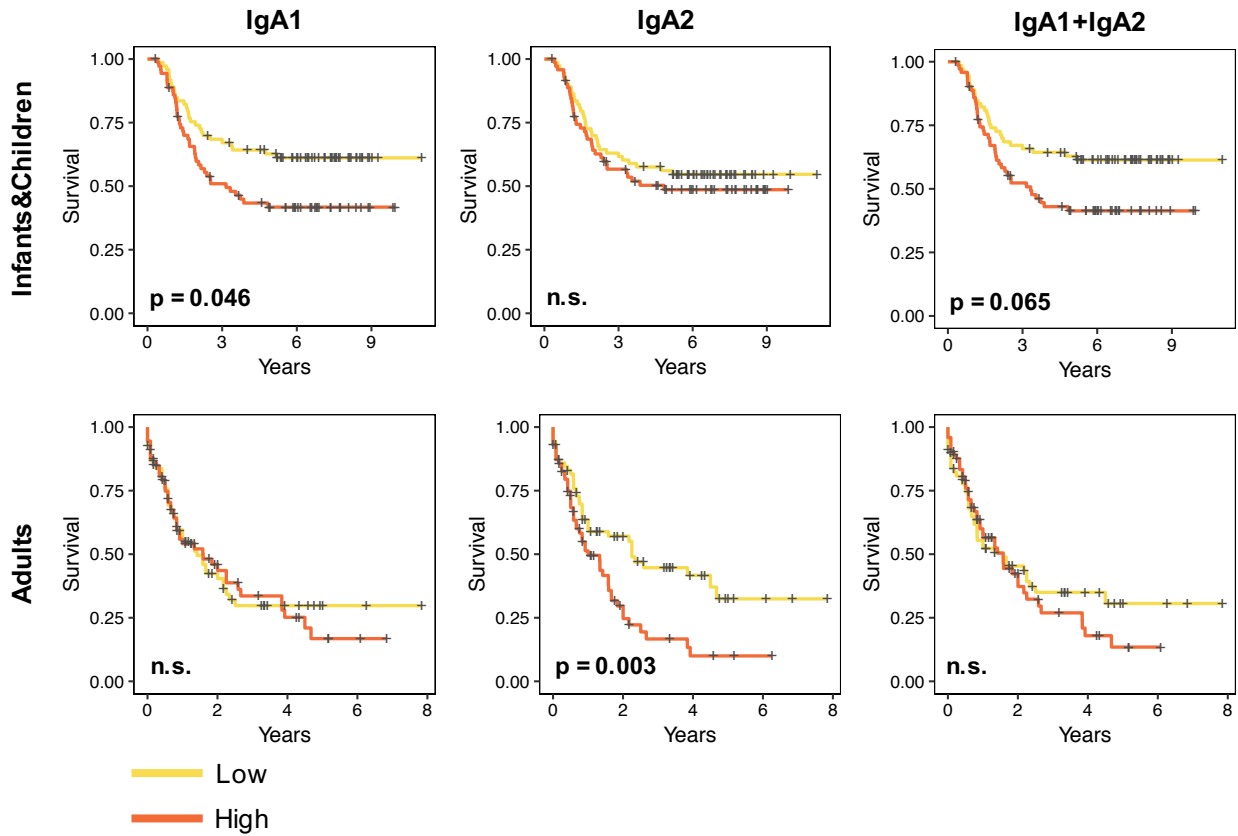 IgA1 IgA2 IgA1+IgA2
Infants&Children
Survival
1.00
0.75
0.50
0.25
0.00
p = 0.046
0 3 6 9
Years
Survival
1.00
0.75
0.50
0.25
0.00
n.s.
0 3 6 9
Years
Survival
1.00
0.75
0.50
0.25
0.00
p = 0.065
0 3 6 9
Years
Adults
Survival
1.00
0.75
0.50
0.25
0.00
n.s.
0 2 4 6 8
Years
Survival
1.00
0.75
0.50
0.25
0.00
p = 0.003
0 2 4 6 8
Years
Survival
1.00
0.75
0.50
0.25
0.00
n.s.
0 2 4 6 8
Years
Low
High